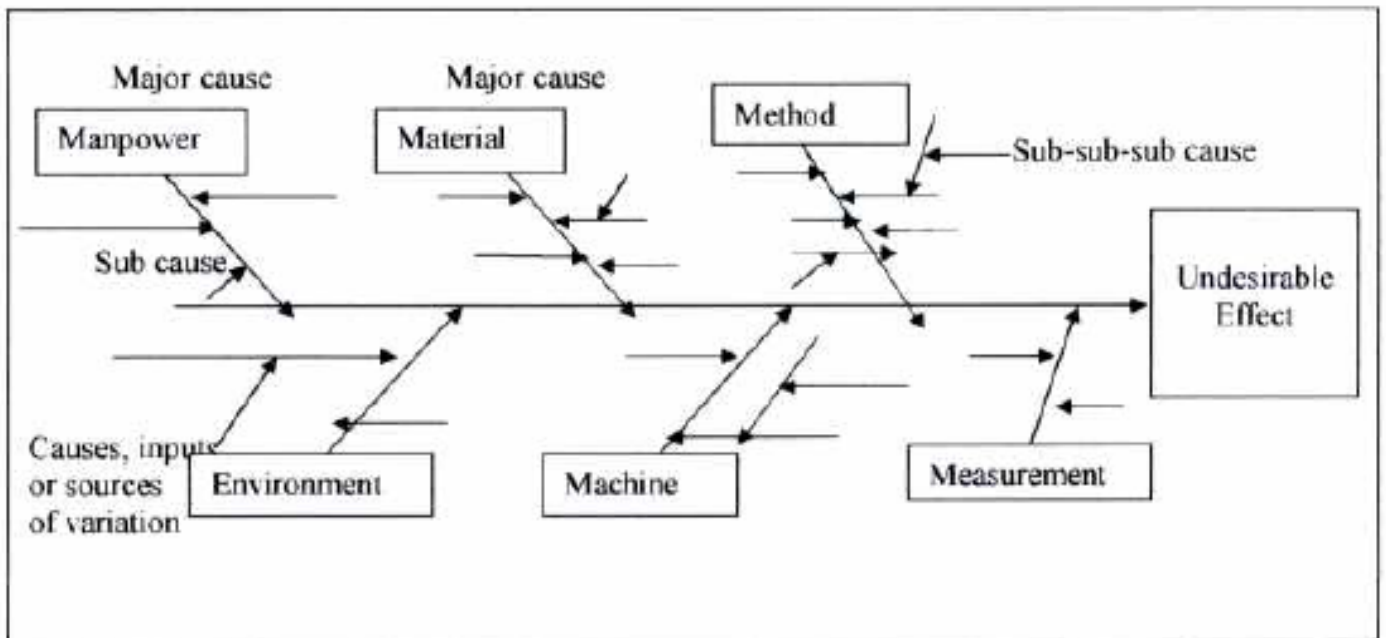 Major cause
Major cause
Manpower
Material
Method
Sub-sub-sub cause
Sub cause
Undesirable
Effect
Causes, inputs
or sources
of variation
Environment
Machine
Measurement